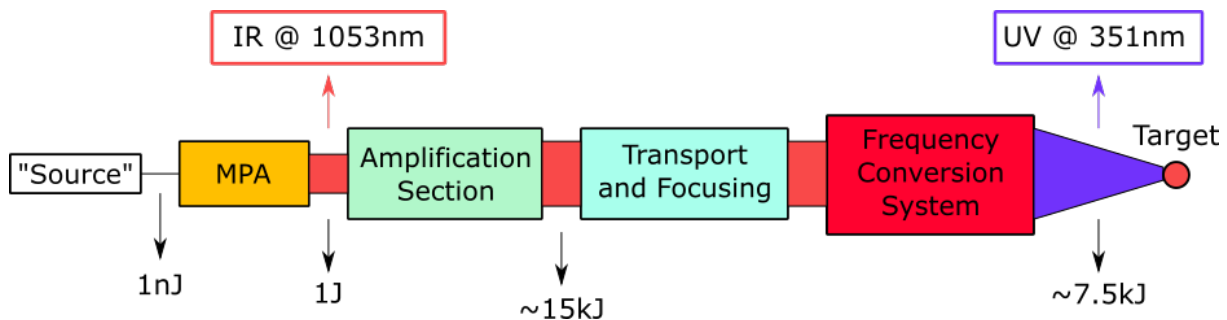 IR @ 1053nm
UV @ 351nm
"Source"
MPA
Amplification
Section
Transport
and Focusing
Frequency
Conversion
System
Target
1nJ
1J
~15kJ
~7.5kJ